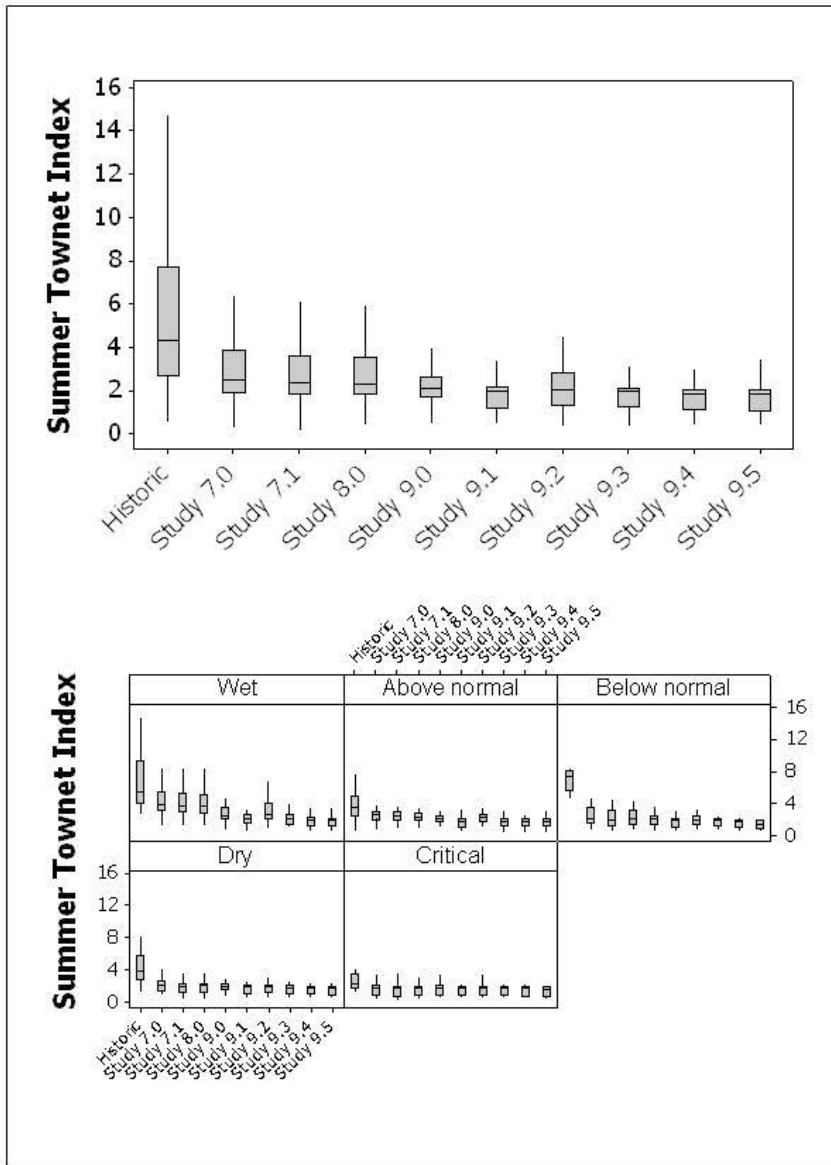 Summer Townet Index
16
14
12
10
8
6
4
2
0
Historic
Study 7.0
Study 7.1
Study 8.0
Study 9.0
Study 9.1
Study 9.2
Study 9.3
Study 9.4
Study 9.5
Historic
Study 7.0
Study 7.1
Study 8.0
Study 9.0
Study 9.1
Study 9.2
Study 9.3
Study 9.4
Study 9.5
Summer Townet Index
Wet
Above normal
Below normal
16
12
8
4
0
Dry
Critical
16
12
8
4
0
Historic
Study 7.0
Study 7.1
Study 8.0
Study 9.0
Study 9.1
Study 9.2
Study 9.3
Study 9.4
Study 9.5